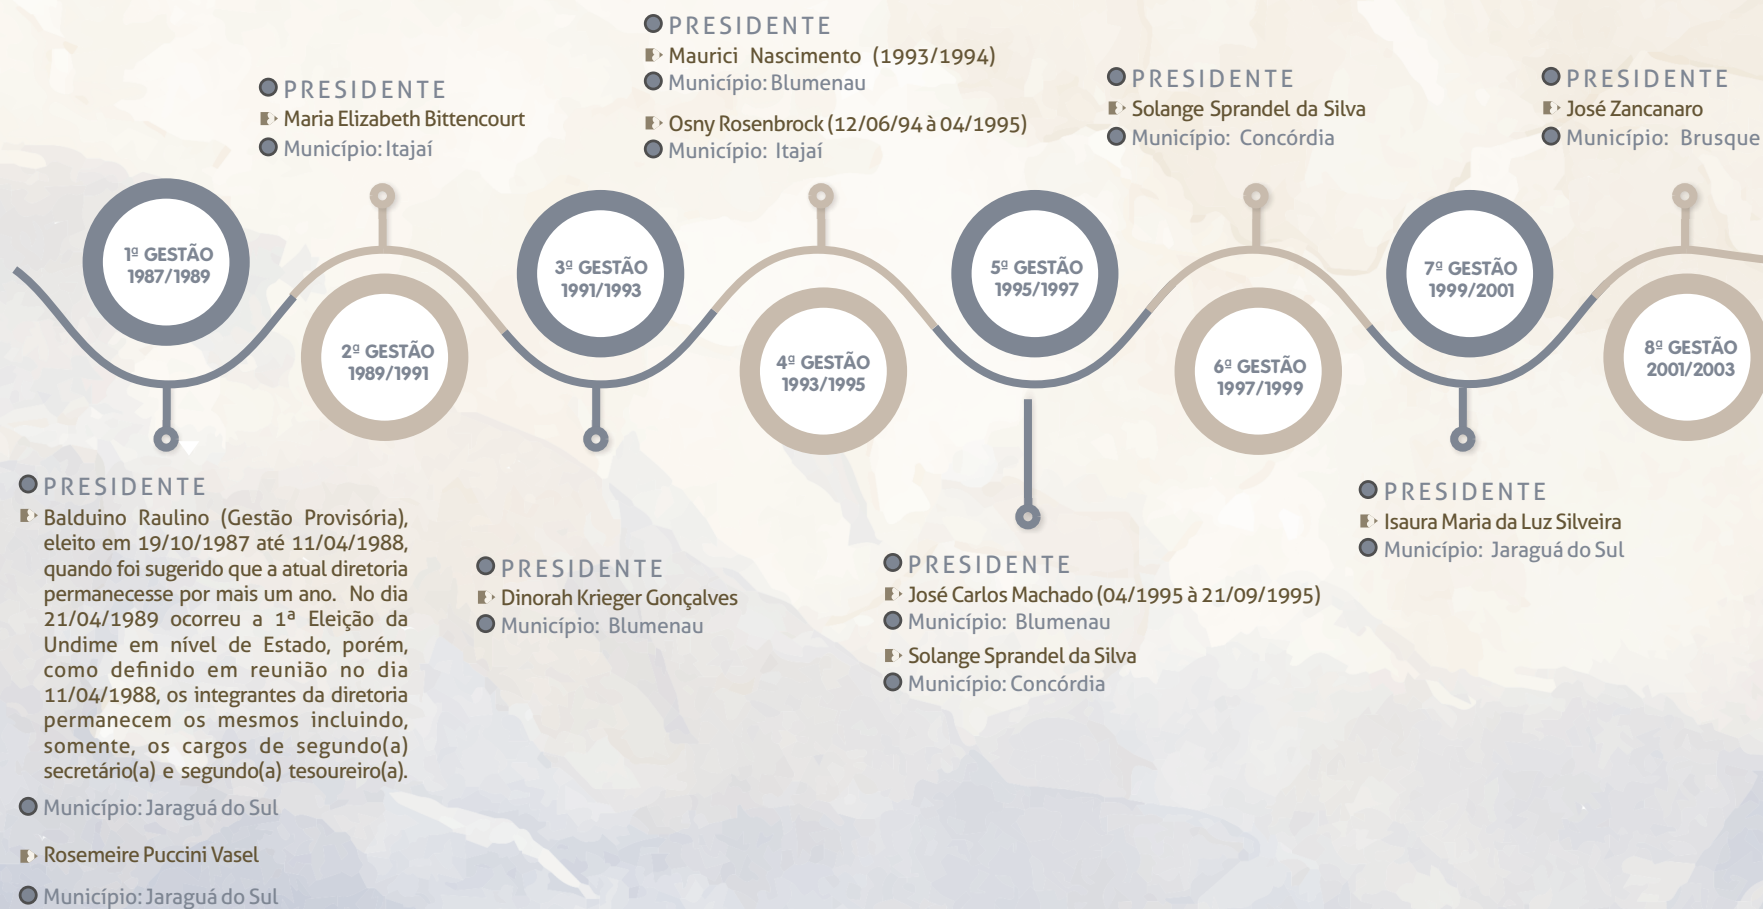 PRESIDENTE
Maurici Nascimento (1993/1994)
Município: Blumenau
Osny Rosenbrock (12/06/94 à 04/1995)
Município: Itajaí
PRESIDENTE
Maria Elizabeth Bittencourt
Município: Itajaí
PRESIDENTE
Solange Sprandel da Silva
Município: Concórdia
PRESIDENTE
José Zancanaro
Município: Brusque
1ª GESTÃO
1987/1989
2ª GESTÃO
1989/1991
3ª GESTÃO
1991/1993
4ª GESTÃO
1993/1995
5ª GESTÃO
1995/1997
6ª GESTÃO
1997/1999
7ª GESTÃO
1999/2001
8ª GESTÃO
2001/2003
PRESIDENTE
Balduino Raulino (Gestão Provisória),
eleito em 19/10/1987 até 11/04/1988,
quando foi sugerido que a atual diretoria
permanecesse por mais um ano. No dia
21/04/1989 ocorreu a 1ª Eleição da
Undime em nível de Estado, porém,
como definido em reunião no dia
11/04/1988, os integrantes da diretoria
permanecem os mesmos incluindo,
somente, os cargos de segundo(a)
secretário(a) e segundo(a) tesoureiro(a).
Município: Jaraguá do Sul
Rosemeire Puccini Vasel
Município: Jaraguá do Sul
PRESIDENTE
Dinorah Krieger Gonçalves
Município: Blumenau
PRESIDENTE
José Carlos Machado (04/1995 à 21/09/1995)
Município: Blumenau
Solange Sprandel da Silva
Município: Concórdia
PRESIDENTE
Isaura Maria da Luz Silveira
Município: Jaraguá do Sul